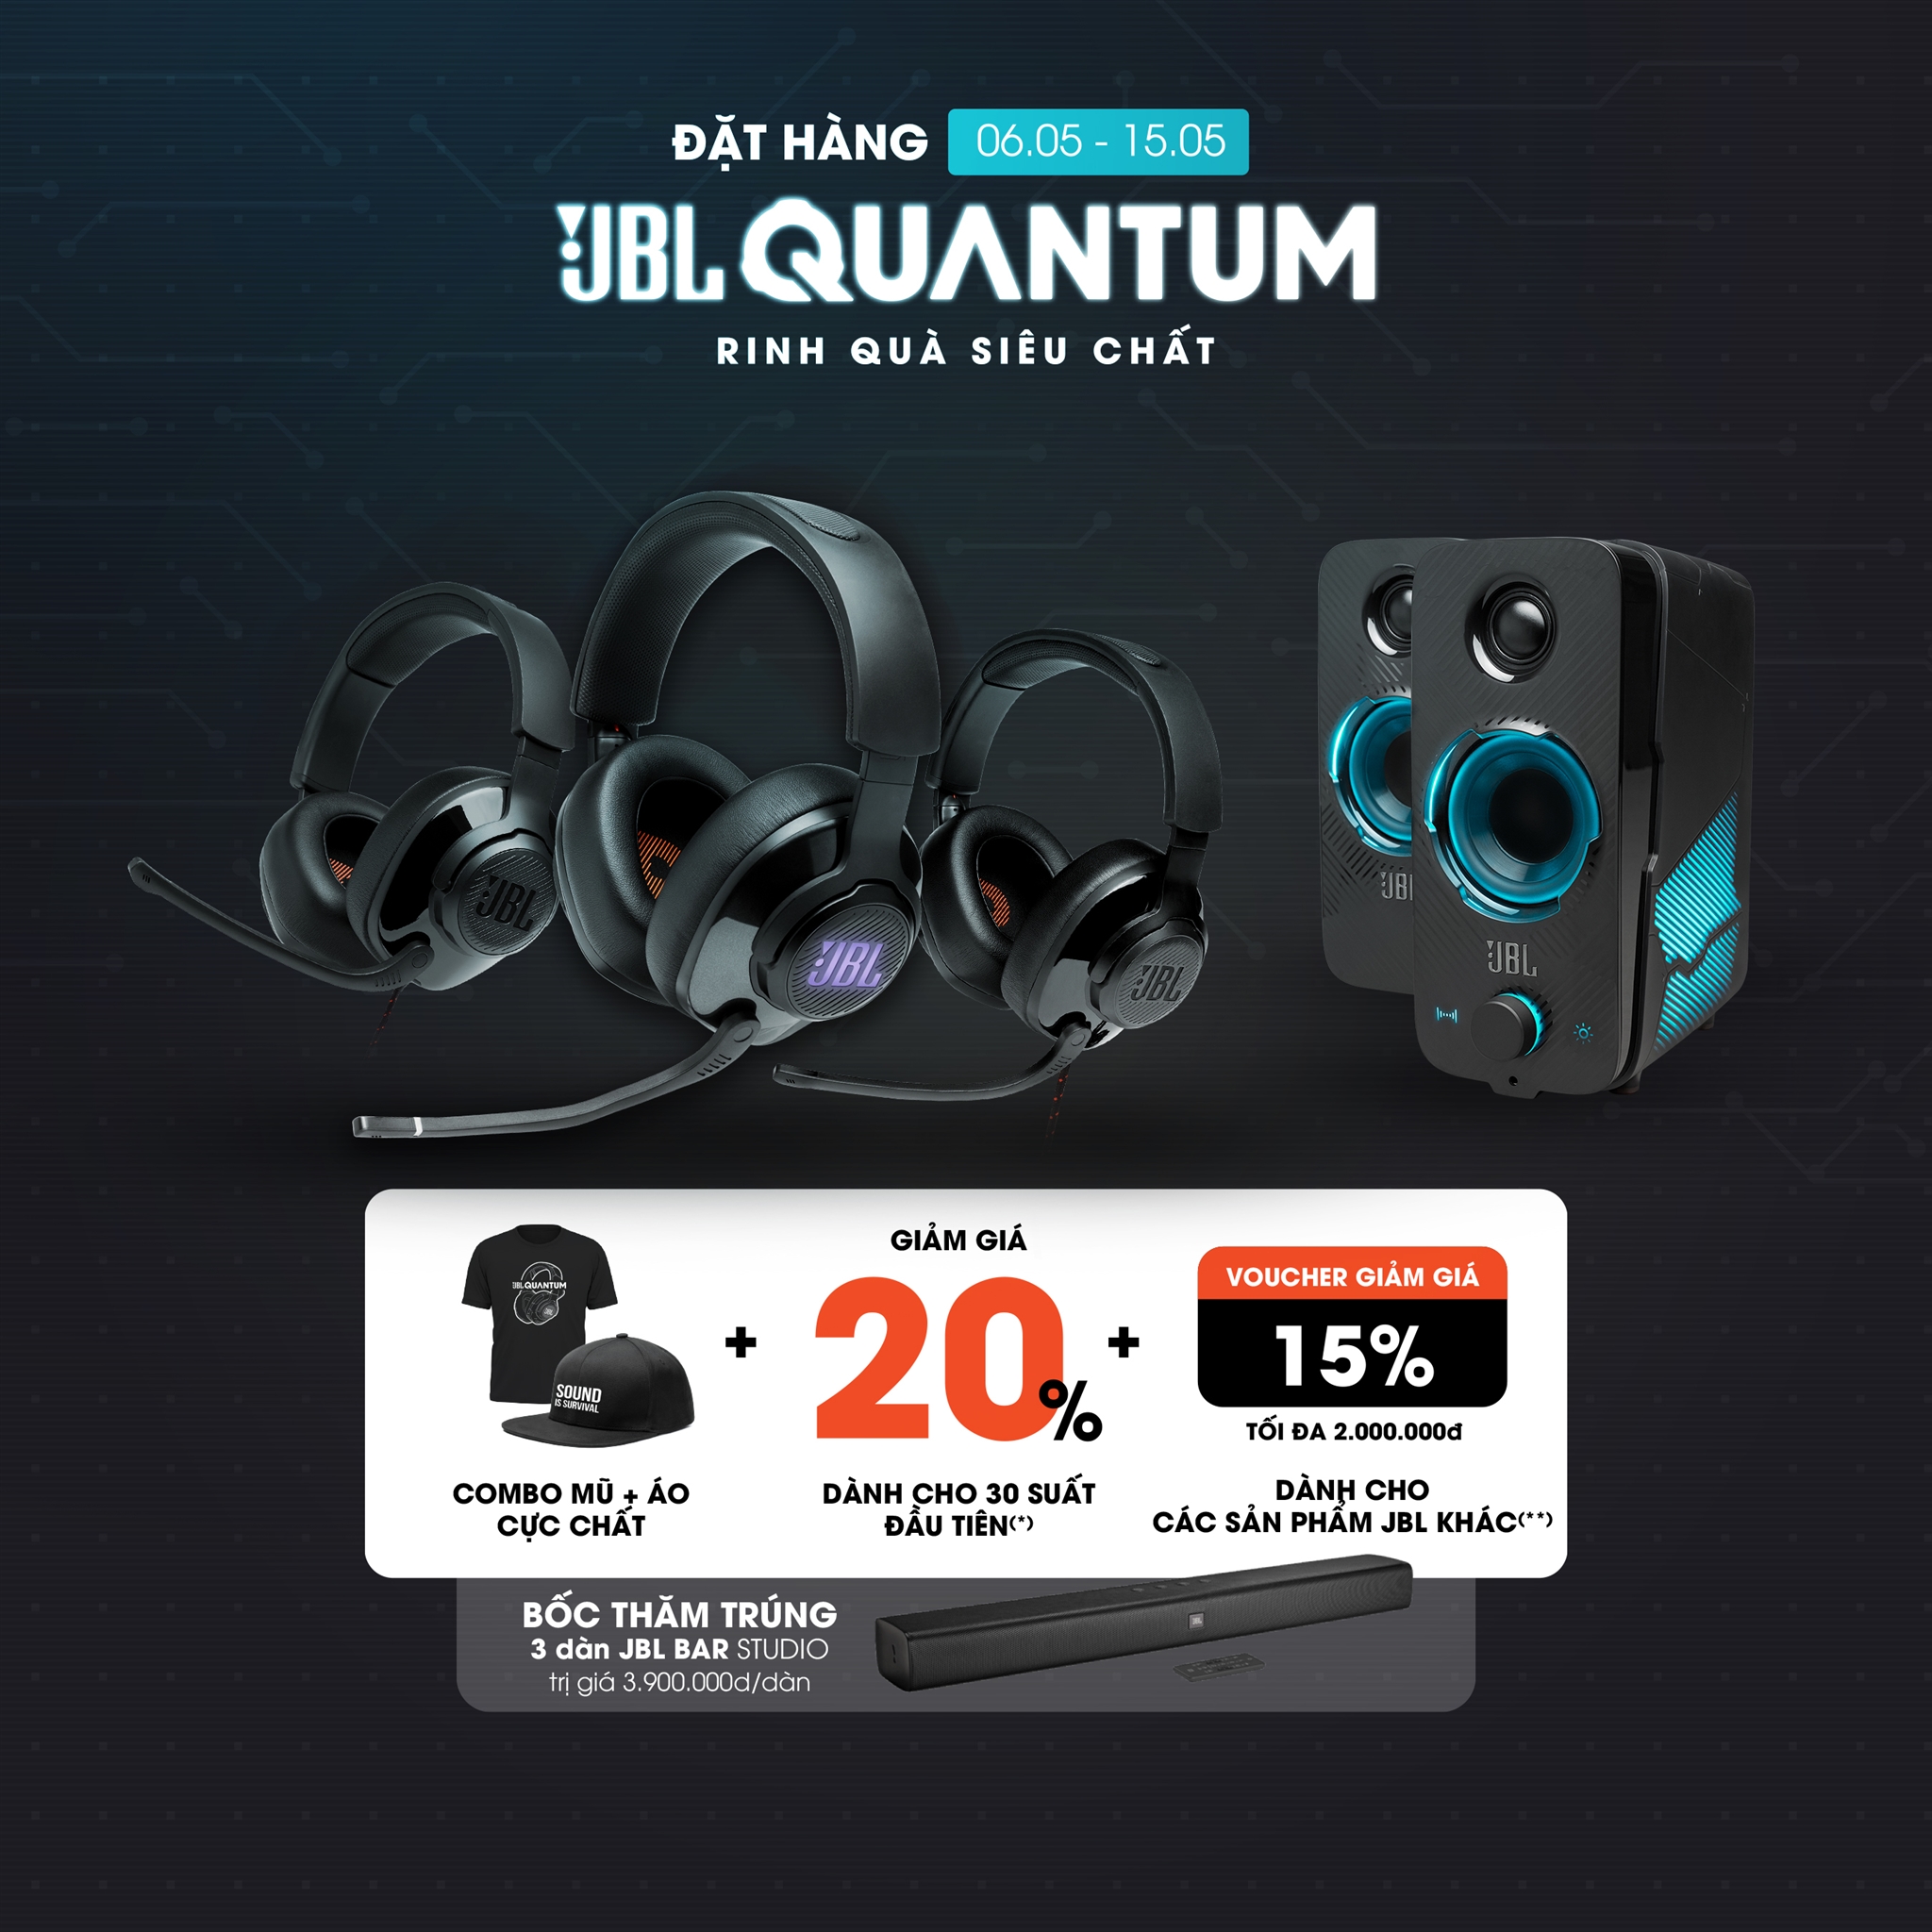 ĐẶT HÀNG 06.05 - 15.05
JBL QUANTUM
RINH QUÀ SIÊU CHẤT
JBL
JBL
JBL
JBL
JBL
JBL QUANTUM
SOUND
IS SURVIVAL
COMBO MŨ + ÁO
CỰC CHẤT
+
GIẢM GIÁ
20%
DÀNH CHO 30 SUẤT
ĐẦU TIÊN(*)
+
VOUCHER GIẢM GIÁ
15%
TỐI ĐA 2.000.000đ
DÀNH CHO
CÁC SẢN PHẨM JBL KHÁC(**)
BỐC THĂM TRÚNG
3 dàn JBL BAR STUDIO
trị giá 3.900.000đ/dàn
JBL